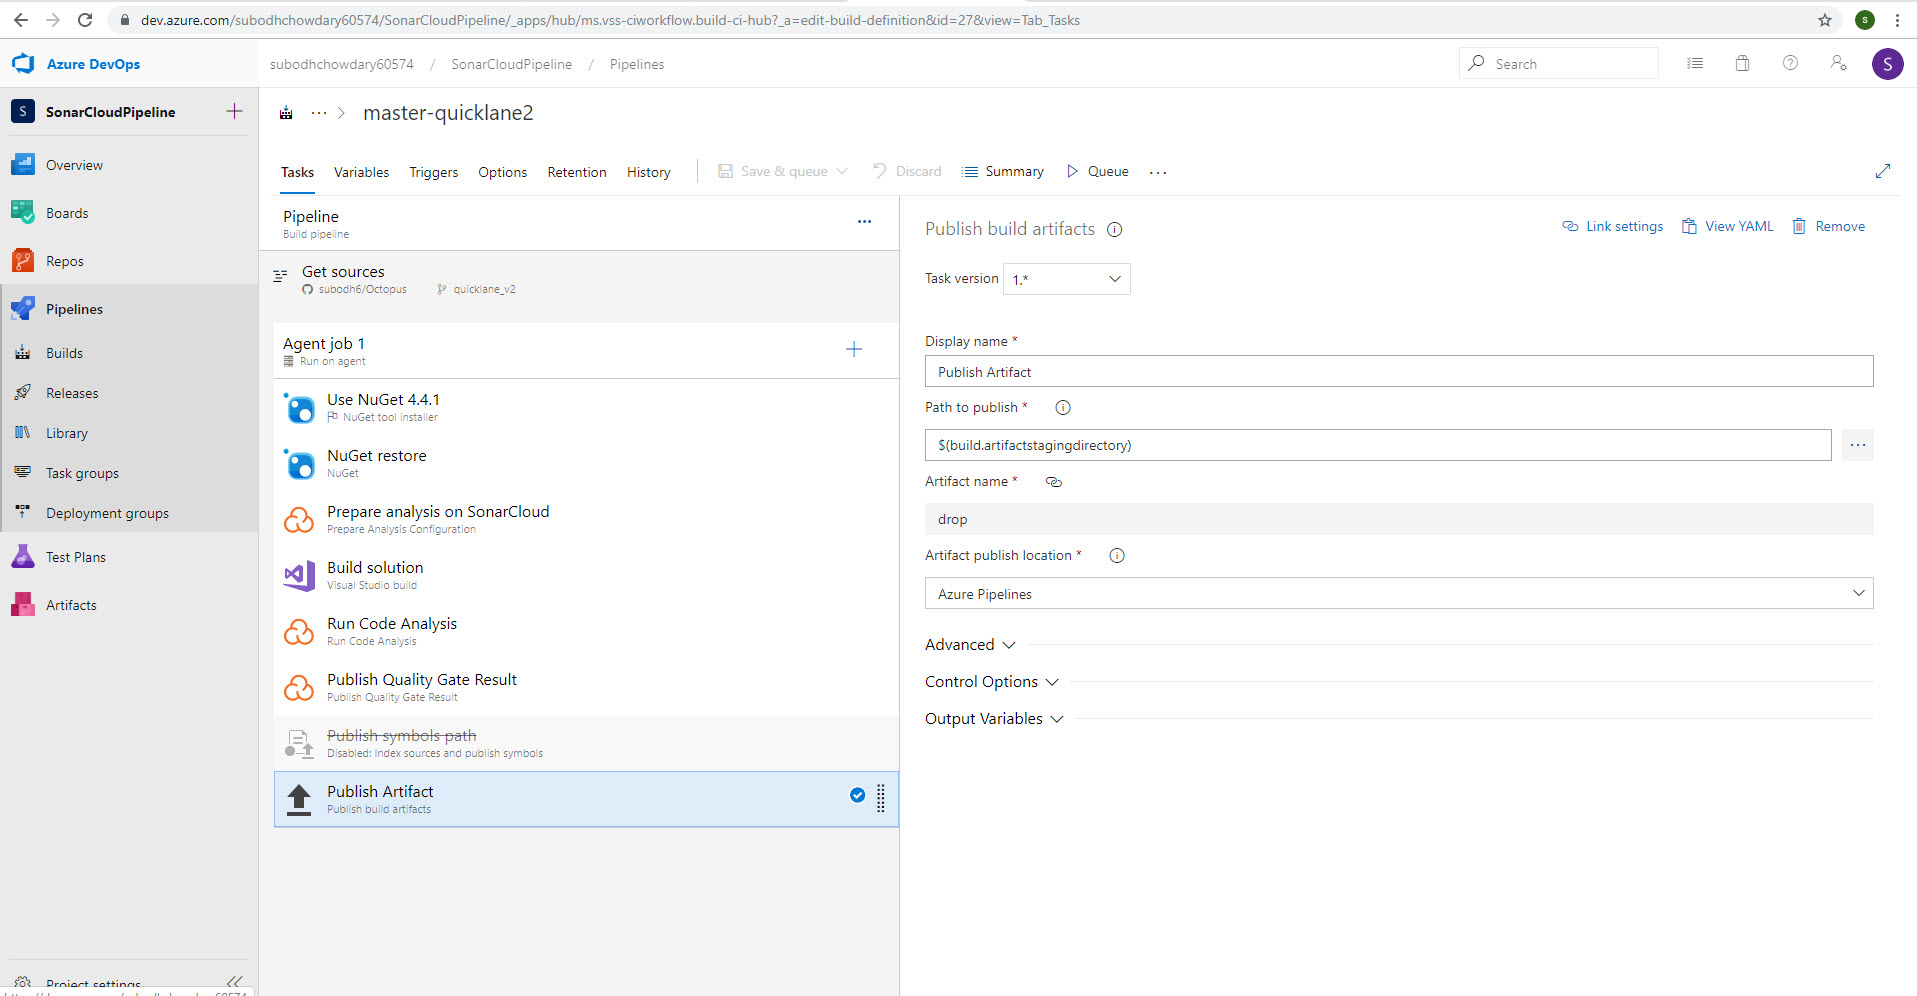 dev.azure.com/subodhchowdary60574/SonarCloudPipeline/_apps/hub/ms.vss-ciworkflow.build-ci-hub?_a=edit-build-definition&id=27&view=Tab_Tasks
S
Azure DevOps
subodhchowdary60574 / SonarCloudPipeline / Pipelines
Search
S
S SonarCloudPipeline
Overview
Boards
Repos
Pipelines
Builds
Releases
Library
Task groups
Deployment groups
Test Plans
Artifacts
Project settings
... > master-quicklane2
Tasks Variables Triggers Options Retention History Save & queue Discard Summary Queue ...
Pipeline
Build pipeline
Get sources
subodh6/Octopus quicklane_v2
Agent job 1
Run on agent
Use NuGet 4.4.1
NuGet tool installer
NuGet restore
NuGet
Prepare analysis on SonarCloud
Prepare Analysis Configuration
Build solution
Visual Studio build
Run Code Analysis
Run Code Analysis
Publish Quality Gate Result
Publish Quality Gate Result
Publish symbols path
Disabled: Index sources and publish symbols
Publish Artifact
Publish build artifacts
Publish build artifacts
Link settings View YAML Remove
Task version 1.*
Display name *
Publish Artifact
Path to publish *
$(build.artifactstagingdirectory)
Artifact name *
drop
Artifact publish location *
Azure Pipelines
Advanced
Control Options
Output Variables